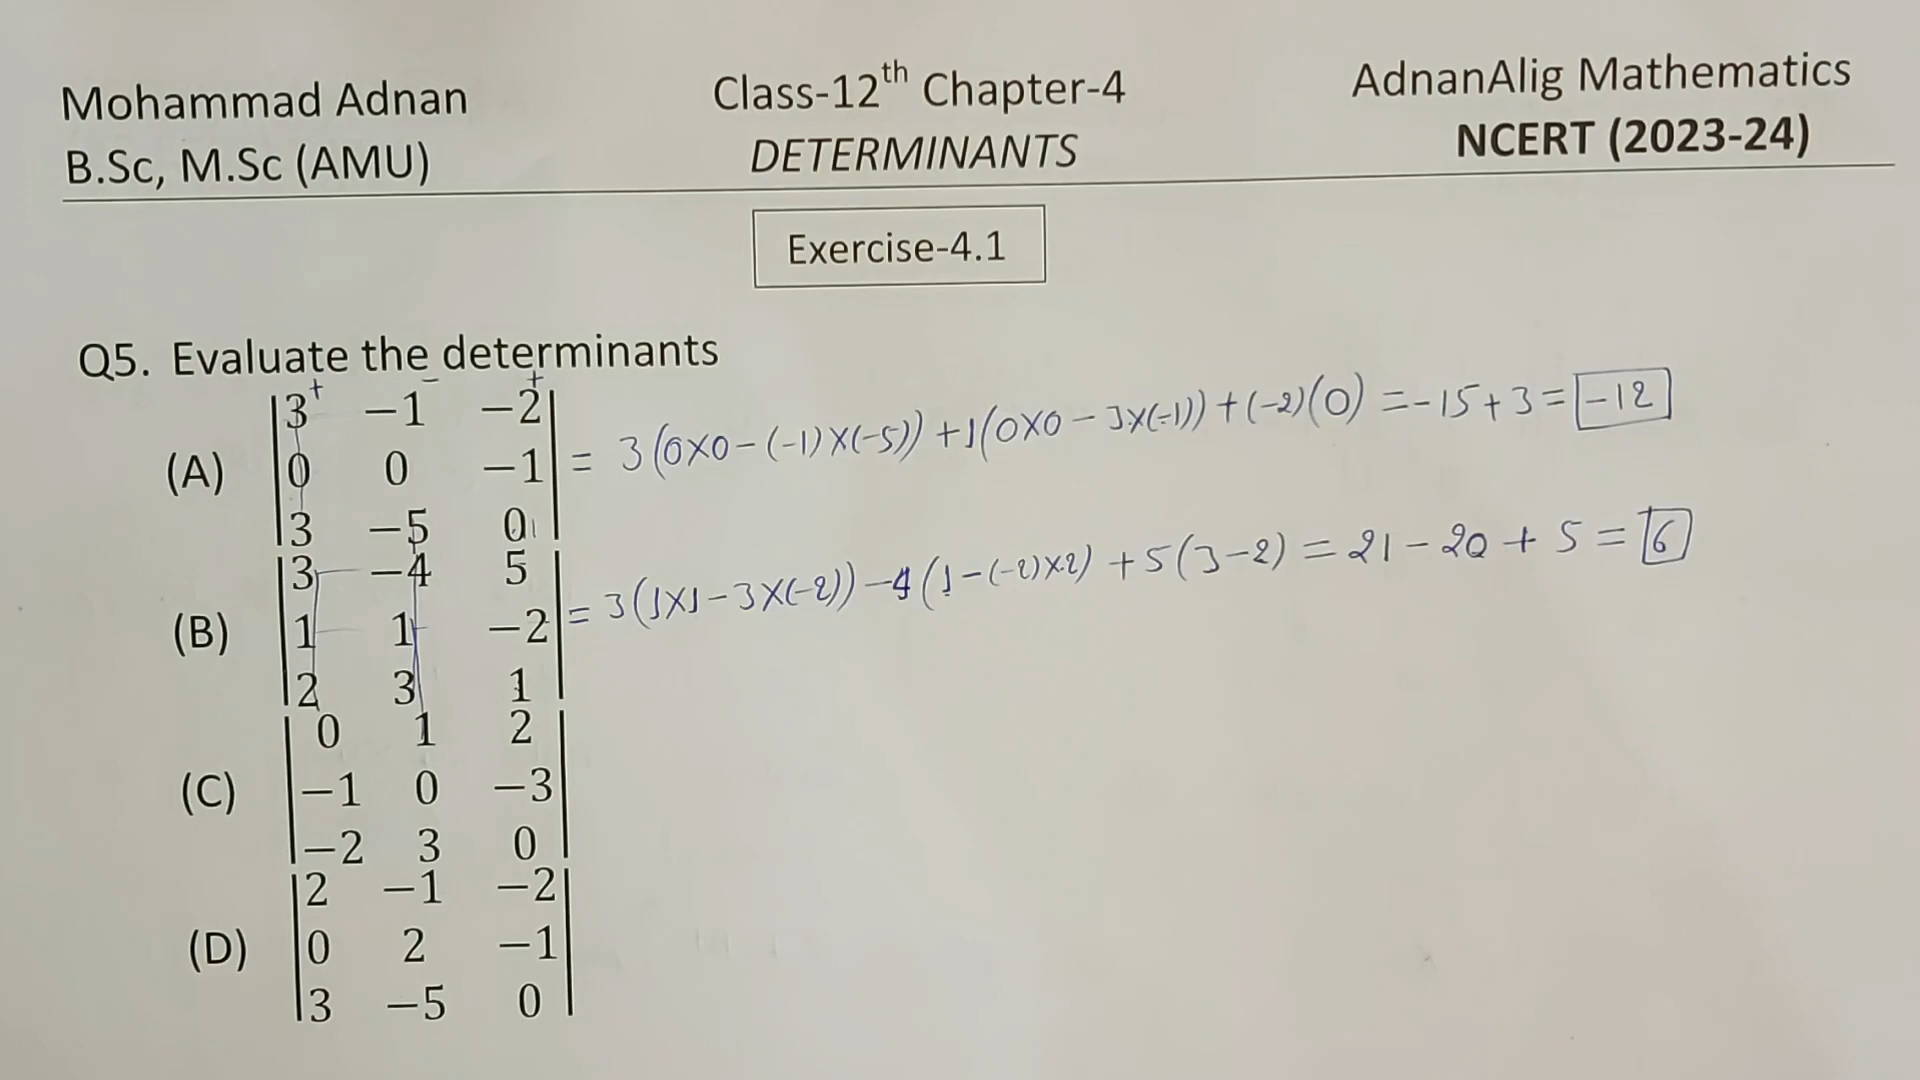 Mohammad Adnan Class-12th Chapter-4 AdnanAlig Mathematics
B.Sc, M.Sc (AMU) DETERMINANTS NCERT (2023-24)
Exercise-4.1
Q5. Evaluate the determinants
+ − +
|3 −1 −2|
(A) |0 0 −1| = 3(0×0−(−1)×(−5)) +1(0×0−3×(−1)) + (−2)(0) = −15+3 = −12
|3 −5 0|
|3 −4 5|
(B) |1 1 −2| = 3(1×1−3×(−2)) −4(1−(−2)×2) +5(3−2) = 21−20+5 = 6
|2 3 1|
|0 1 2|
(C) |−1 0 −3|
|−2 3 0|
|2 −1 −2|
(D) |0 2 −1|
|3 −5 0|